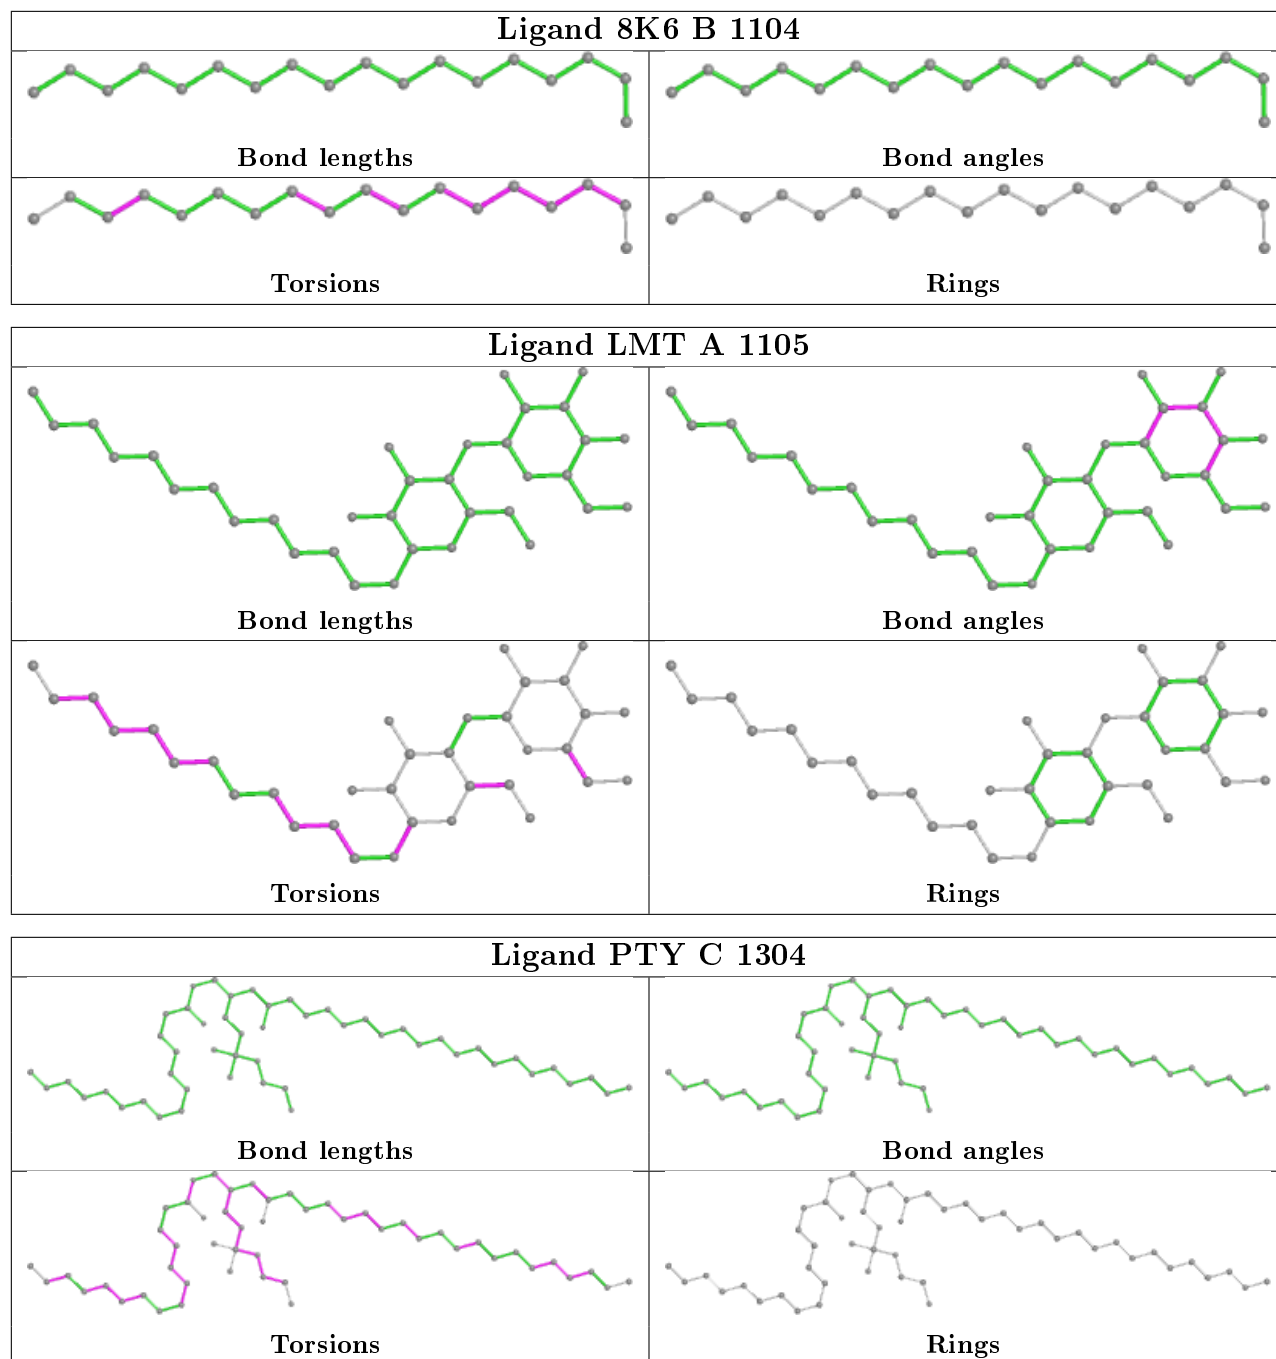 Ligand 8K6 B 1104
Bond lengths
Bond angles
Torsions
Rings
Ligand LMT A 1105
Bond lengths
Bond angles
Torsions
Rings
Ligand PTY C 1304
Bond lengths
Bond angles
Torsions
Rings